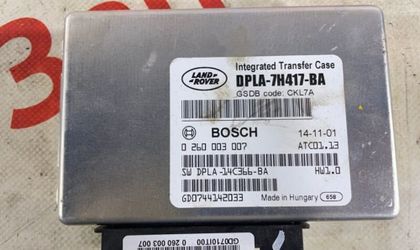 LAND ROVER
Integrated Transfer Case
DPLA-7H417-BA
GSDB code: CKL7A
BOSCH 14-11-01
0 260 003 007 ATC01.13
SW DPLA-14C366-BA HW1.0
GD0744142033 Made in Hungary 656
0 260 003 007